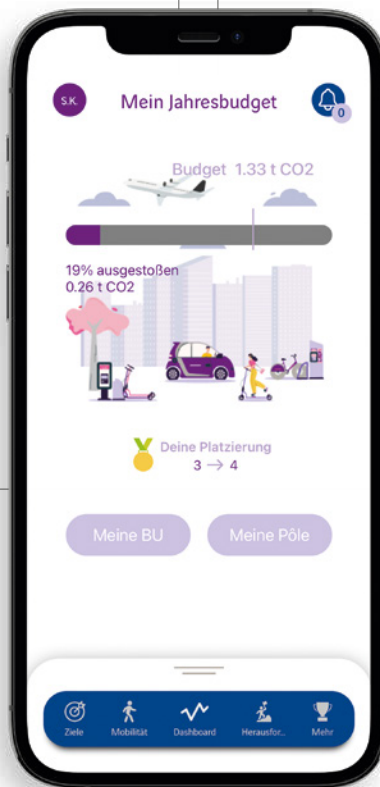 S.K.
Mein Jahresbudget
0
Budget 1.33 t CO2
19% ausgestoßen
0.26 t CO2
Deine Platzierung
3 → 4
Meine BU
Meine Pôle
Ziele
Mobilität
Dashboard
Herausfor...
Mehr